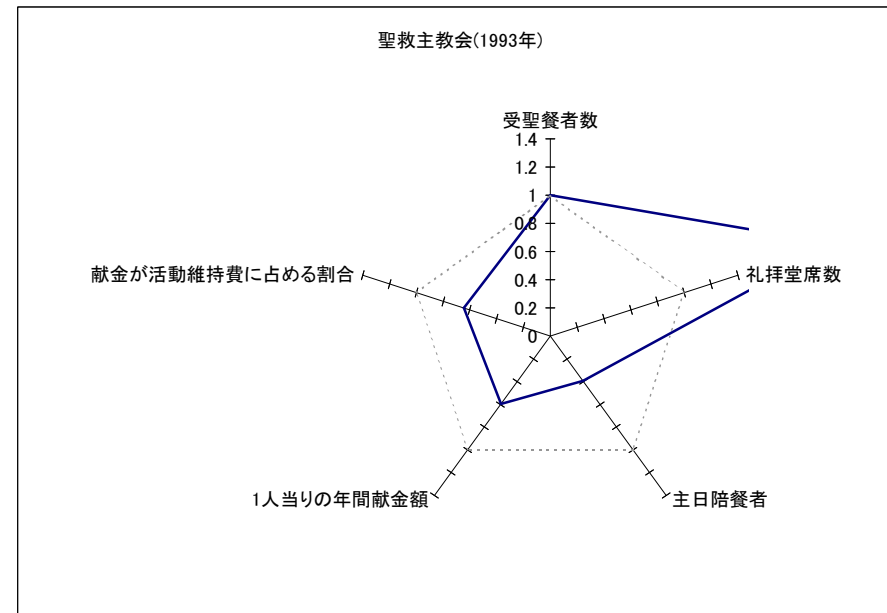 聖救主教会(1993年)
受聖餐者数
1.4
1.2
1
0.8
0.6
0.4
0.2
0
礼拝堂席数
献金が活動維持費に占める割合
1人当りの年間献金額
主日陪餐者